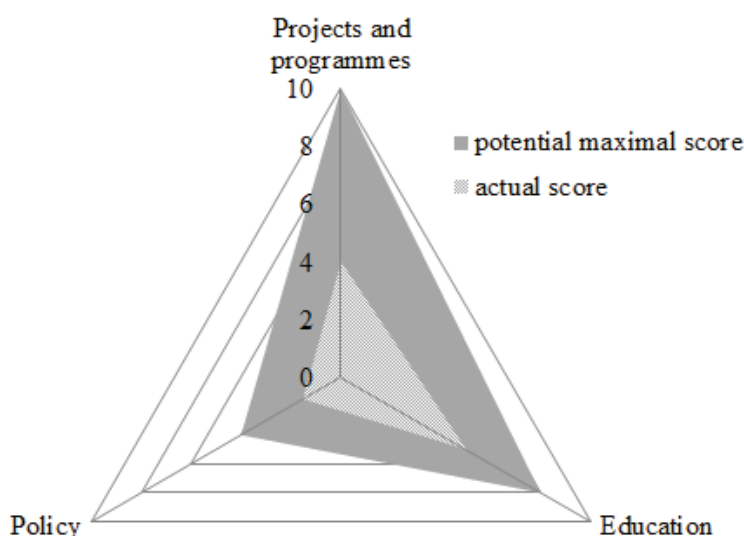 Projects and
programmes
10
8
6
4
2
0
potential maximal score
actual score
Policy
Education